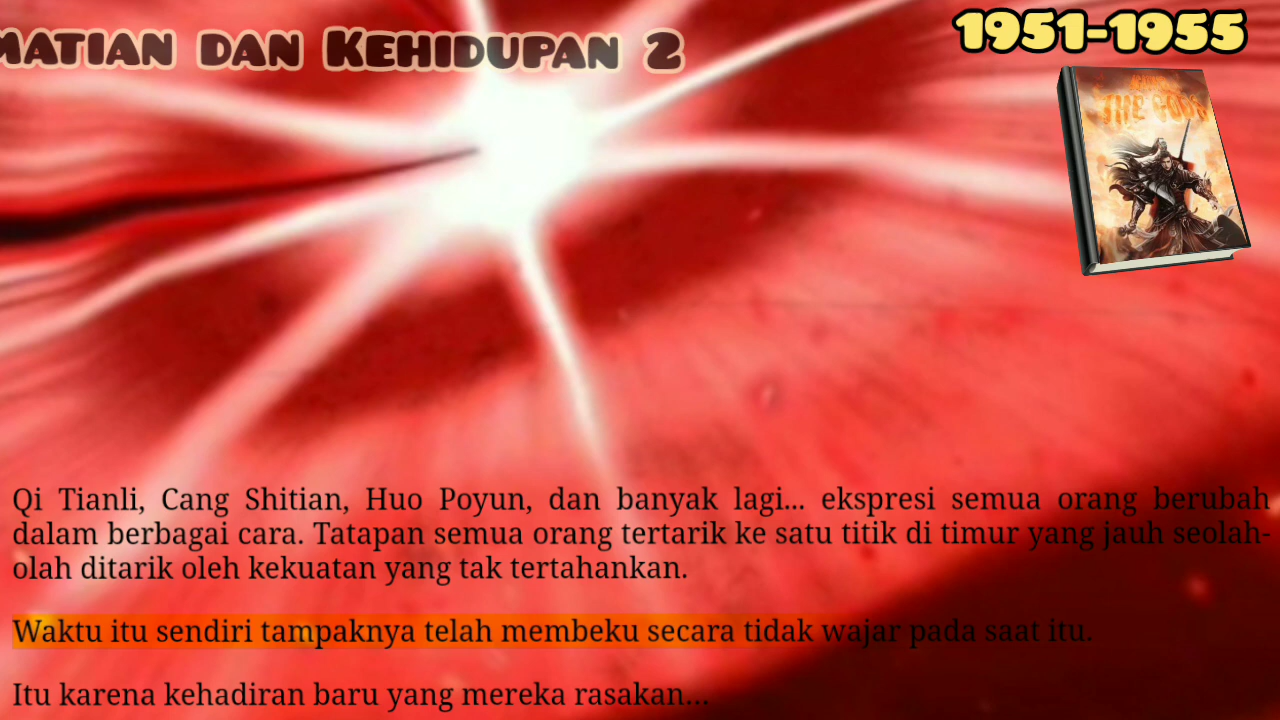 MATIAN DAN KEHIDUPAN 2
1951-1955
THE GODS
Qi Tianli, Cang Shitian, Huo Poyun, dan banyak lagi... ekspresi semua orang berubah
dalam berbagai cara. Tatapan semua orang tertarik ke satu titik di timur yang jauh seolah-
olah ditarik oleh kekuatan yang tak tertahankan.
Waktu itu sendiri tampaknya telah membeku secara tidak wajar pada saat itu.
Itu karena kehadiran baru yang mereka rasakan...